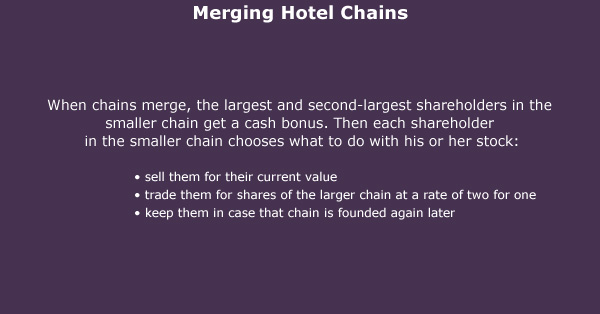 Merging Hotel Chains
When chains merge, the largest and second-largest shareholders in the
smaller chain get a cash bonus. Then each shareholder
in the smaller chain chooses what to do with his or her stock:
• sell them for their current value
• trade them for shares of the larger chain at a rate of two for one
• keep them in case that chain is founded again later